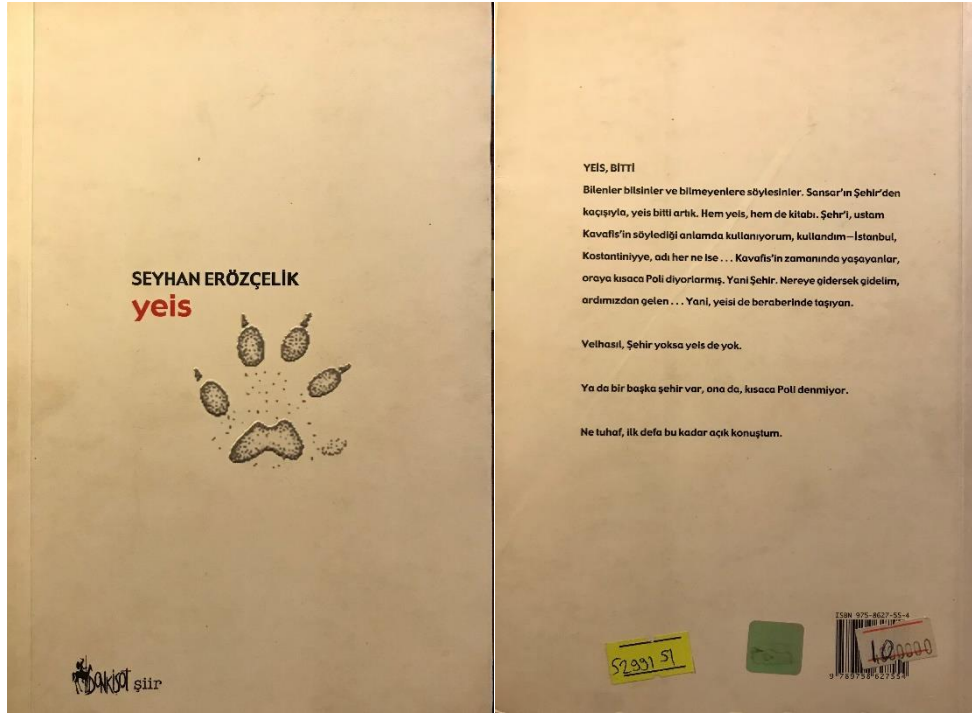 SEYHAN ERÖZÇELİK
yeis
Donkişot şiir
YEİS, BİTTİ
Bilenler bilsinler ve bilmeyenlere söylesinler. Sansar'ın Şehir'den
kaçışıyla, yeis bitti artık. Hem yeis, hem de kitabı. Şehr'i, ustam
Kavafis'in söylediği anlamda kullanıyorum, kullandım—İstanbul,
Kostantiniyye, adı her ne ise . . . Kavafis'in zamanında yaşayanlar,
oraya kısaca Poli diyorlarmış. Yani Şehir. Nereye gidersek gidelim,
ardımızdan gelen . . . Yani, yeisi de beraberinde taşıyan.
Velhasıl, Şehir yoksa yeis de yok.
Ya da bir başka şehir var, ona da, kısaca Poli denmiyor.
Ne tuhaf, ilk defa bu kadar açık konuştum.
ISBN 975-8627-55-4
52991 51
9 789758 627554